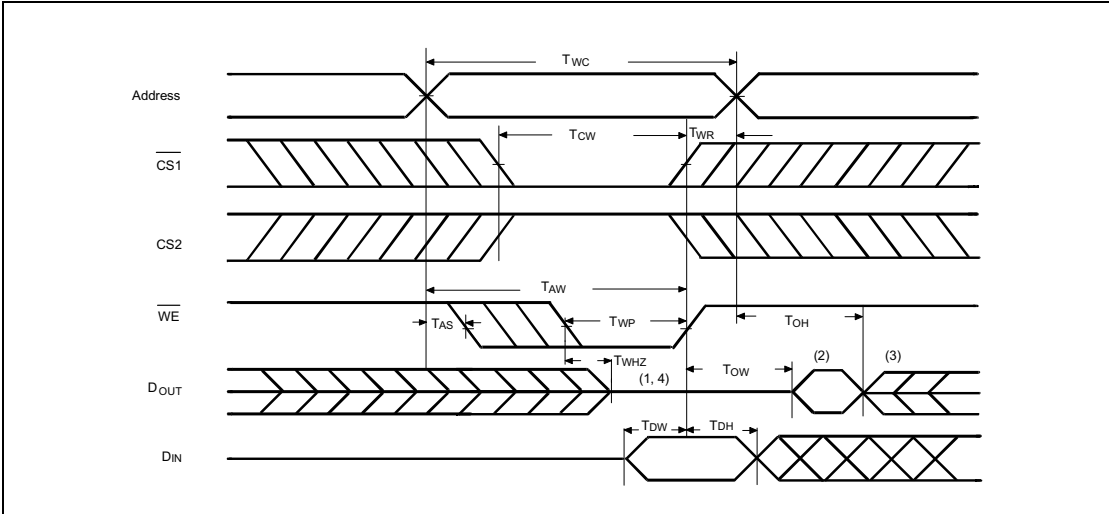 TWC
Address
TCW
TWR
CS1
CS2
TAW
WE
TAS
TWP
TOH
TWHZ
(1, 4)
TOW
(2)
(3)
DOUT
TDW
TDH
DIN